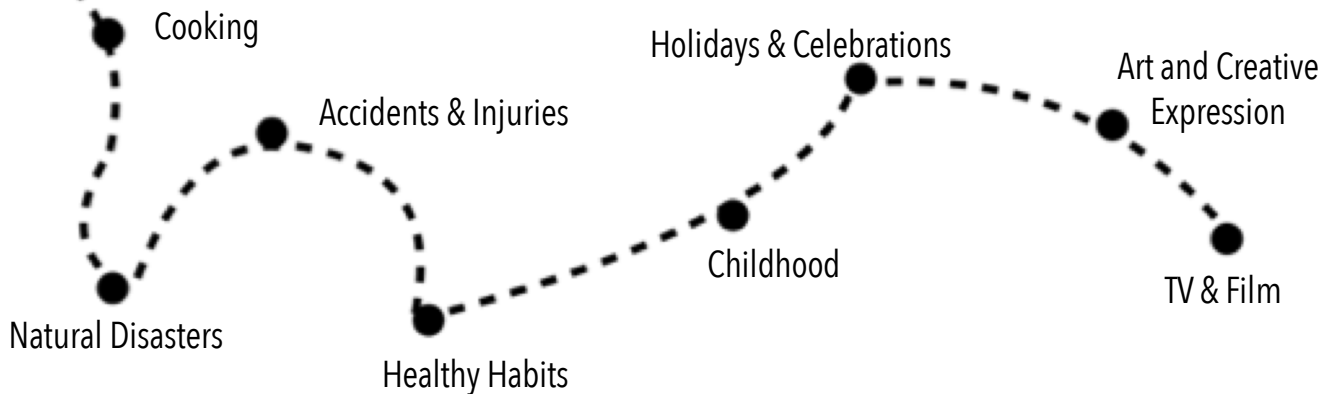 Cooking
Holidays & Celebrations
Art and Creative
Expression
Accidents & Injuries
Childhood
TV & Film
Natural Disasters
Healthy Habits